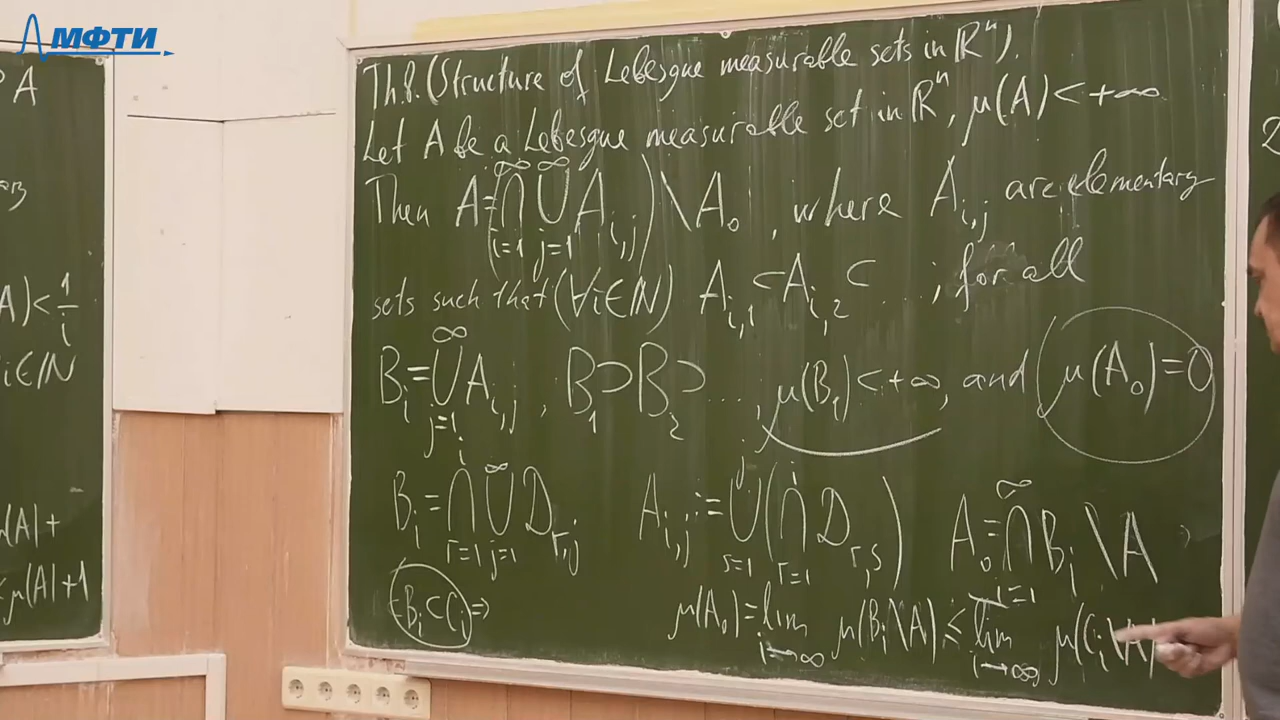 МФТИ
A
A) < 1/i
i∈ℕ
μ(A)+
μ(A)+1
Th.8. (Structure of Lebesgue measurable sets in ℝⁿ).
Let A be a Lebesgue measurable set in ℝⁿ, μ(A) < +∞
Then A = (⋂_{i=1}^∞ ⋃_{j=1}^∞ A_{i,j}) \ A₀, where A_{i,j} are elementary
sets such that (∀i∈ℕ) A_{i,1} ⊂ A_{i,2} ⊂ ..., for all
B_i = ⋃_{j=1}^∞ A_{i,j}, B₁ ⊃ B₂ ⊃ ..., μ(B_i) < +∞, and μ(A₀) = 0
B_i = ⋂_{r=1}^i ⋃_{j=1}^∞ D_{r,j} A_{i,j} := ⋃_{s=1}^j (⋂_{r=1}^i D_{r,s}) A₀ = ⋂_{i=1}^∞ B_i \ A
B_i ⊂ C_i ⇒ μ(A₀) = lim_{i→∞} μ(B_i \ A) ≤ lim_{i→∞} μ(C_i \ A)